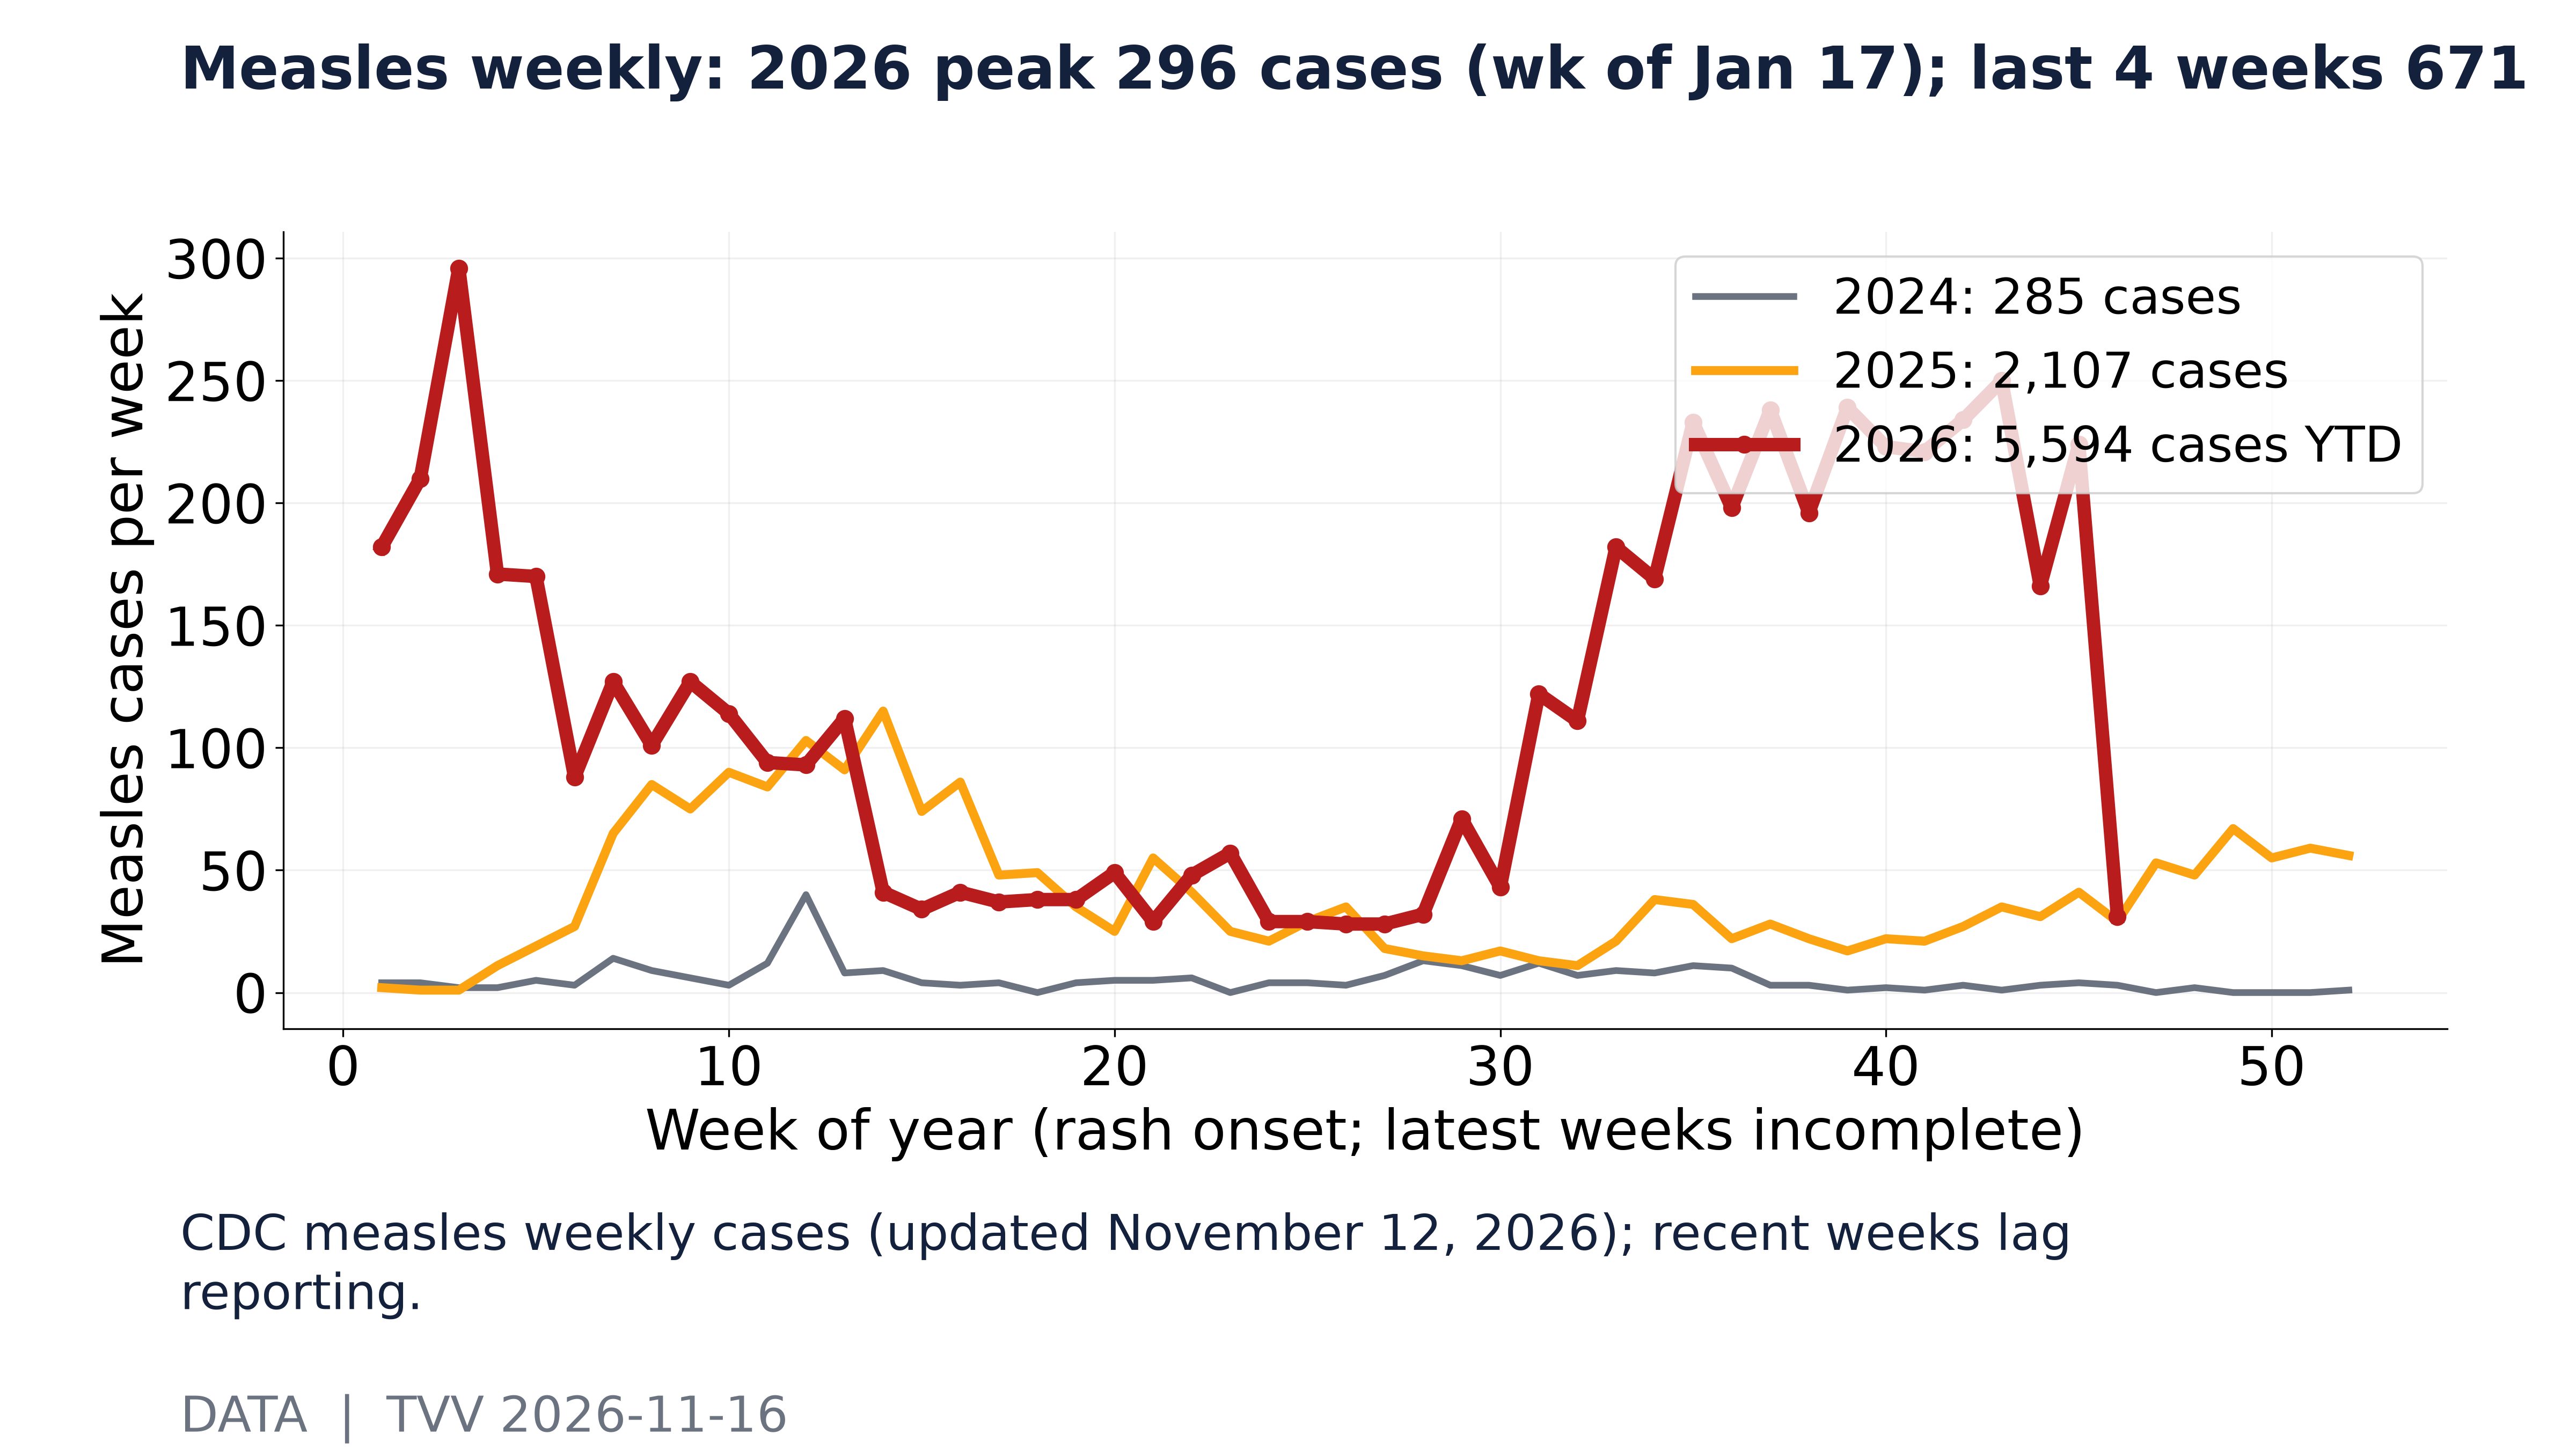 Measles weekly: 2026 peak 296 cases (wk of Jan 17); last 4 weeks 671
Measles cases per week
300
250
200
150
100
50
0
2024: 285 cases
2025: 2,107 cases
2026: 5,594 cases YTD
0 10 20 30 40 50
Week of year (rash onset; latest weeks incomplete)
CDC measles weekly cases (updated November 12, 2026); recent weeks lag
reporting.
DATA | TVV 2026-11-16